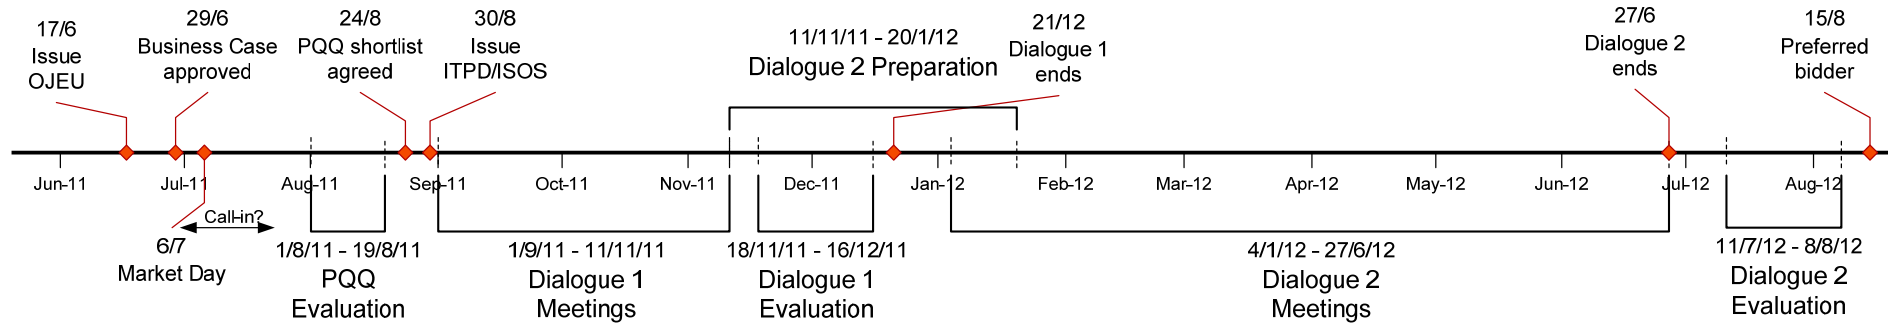 17/6
Issue
OJEU
29/6
Business Case
approved
24/8
PQQ shortlist
agreed
30/8
Issue
ITPD/ISOS
11/11/11 - 20/1/12
Dialogue 2 Preparation
21/12
Dialogue 1
ends
27/6
Dialogue 2
ends
15/8
Preferred
bidder
Jun-11
Jul-11
Aug-11
Sep-11
Oct-11
Nov-11
Dec-11
Jan-12
Feb-12
Mar-12
Apr-12
May-12
Jun-12
Jul-12
Aug-12
Call-in?
6/7
Market Day
1/8/11 - 19/8/11
PQQ
Evaluation
1/9/11 - 11/11/11
Dialogue 1
Meetings
18/11/11 - 16/12/11
Dialogue 1
Evaluation
4/1/12 - 27/6/12
Dialogue 2
Meetings
11/7/12 - 8/8/12
Dialogue 2
Evaluation